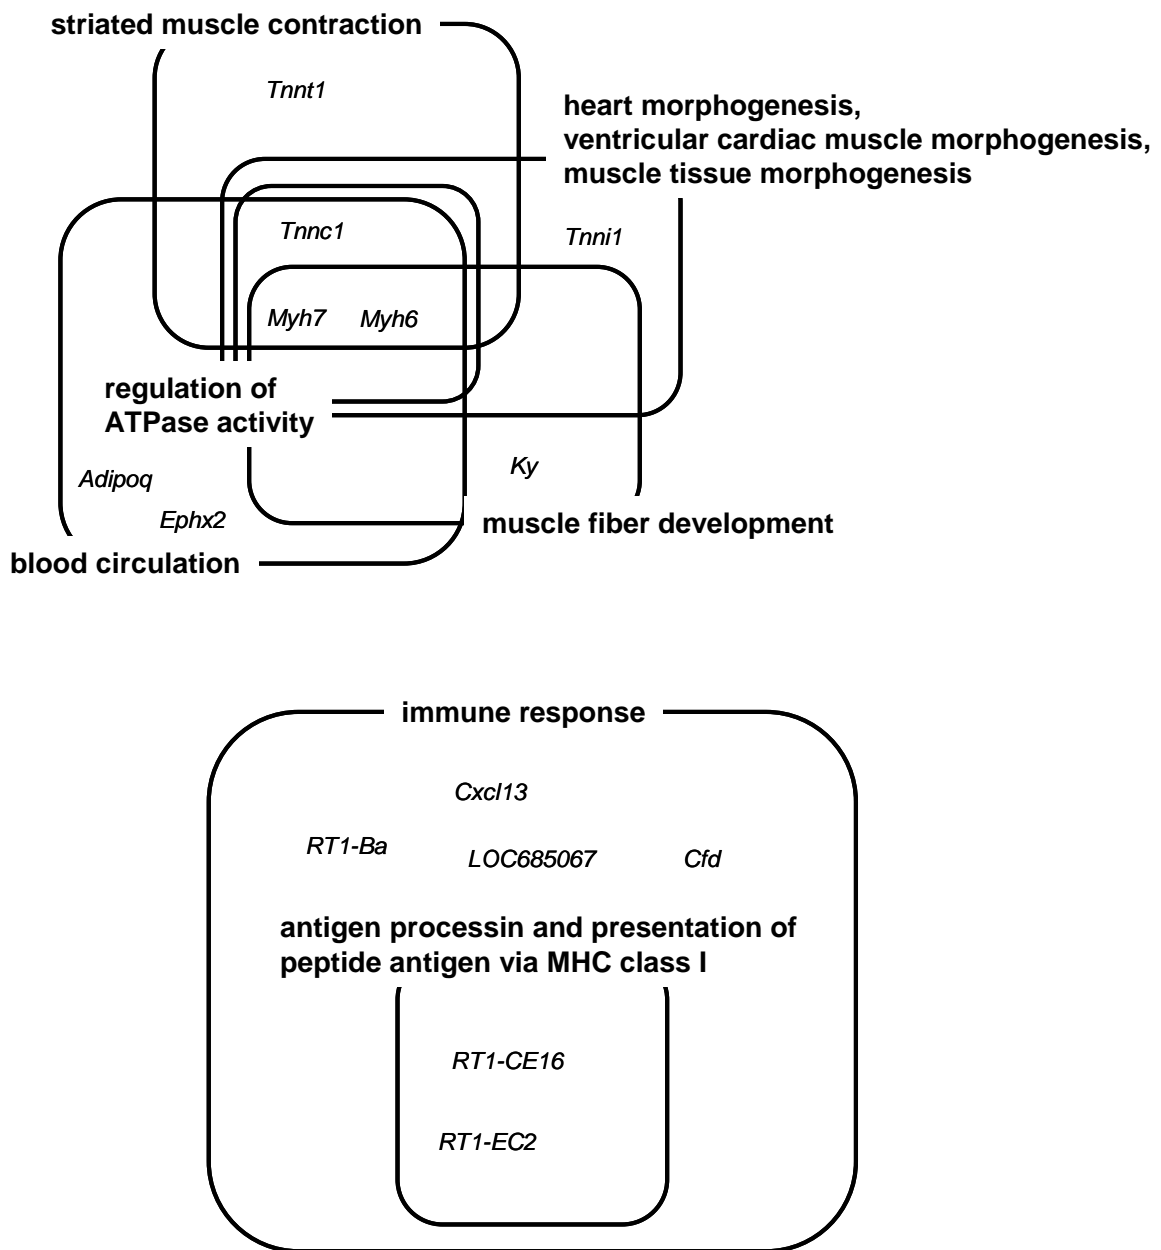 striated muscle contraction
Tnnt1
heart morphogenesis,
ventricular cardiac muscle morphogenesis,
muscle tissue morphogenesis
Tnnc1
Tnni1
Myh7 Myh6
regulation of
ATPase activity
Adipoq
Ky
Ephx2
muscle fiber development
blood circulation
immune response
Cxcl13
RT1-Ba
LOC685067
Cfd
antigen processin and presentation of
peptide antigen via MHC class I
RT1-CE16
RT1-EC2